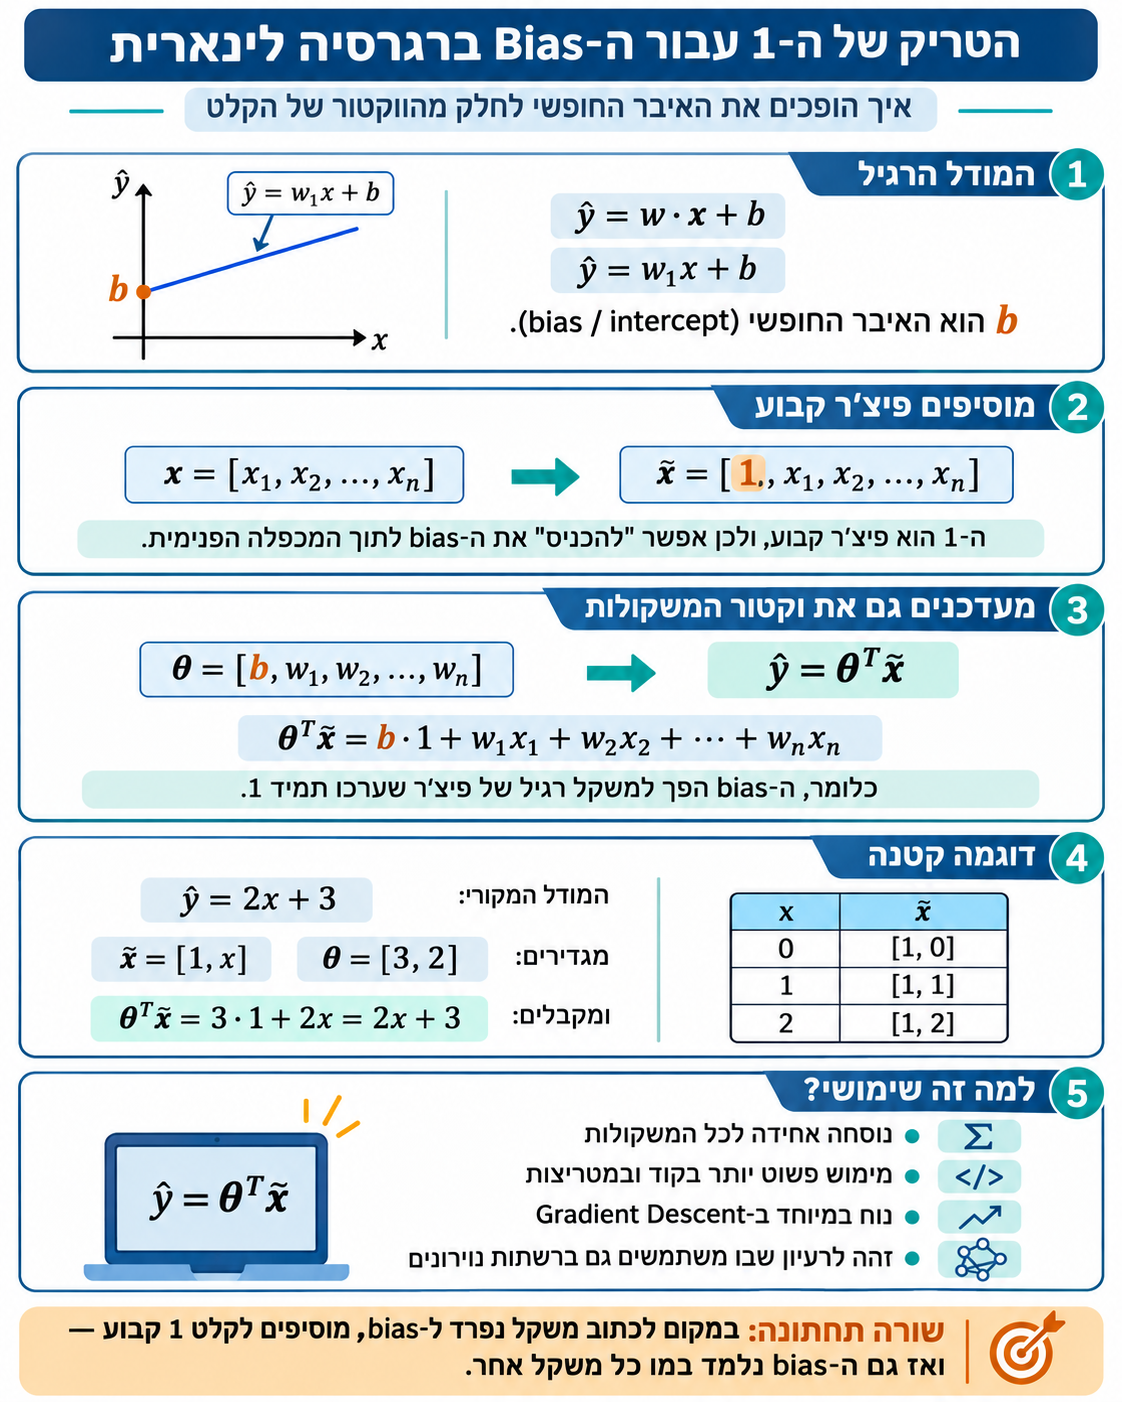 הטריק של ה-1 עבור ה-Bias ברגרסיה לינארית
איך הופכים את האיבר החופשי לחלק מהווקטור של הקלט
1 המודל הרגיל
ŷ = w · x + b
ŷ = w₁x + b
b הוא האיבר החופשי (bias / intercept).
ŷ
ŷ = w₁x + b
b
x
2 מוסיפים פיצ'ר קבוע
x = [x₁, x₂, ..., xₙ]
x̃ = [1,, x₁, x₂, ..., xₙ]
ה-1 הוא פיצ'ר קבוע, ולכן אפשר "להכניס" את ה-bias לתוך המכפלה הפנימית.
3 מעדכנים גם את וקטור המשקולות
θ = [b, w₁, w₂, ..., wₙ]
ŷ = θᵀx̃
θᵀx̃ = b · 1 + w₁x₁ + w₂x₂ + ⋯ + wₙxₙ
כלומר, ה-bias הפך למשקל רגיל של פיצ'ר שערכו תמיד 1.
4 דוגמה קטנה
המודל המקורי: ŷ = 2x + 3
מגדירים: θ = [3, 2] x̃ = [1, x]
ומקבלים: θᵀx̃ = 3 · 1 + 2x = 2x + 3
x x̃
0 [1, 0]
1 [1, 1]
2 [1, 2]
5 למה זה שימושי?
Σ • נוסחה אחידה לכל המשקולות
</> • מימוש פשוט יותר בקוד ובמטריצות
• נוח במיוחד ב-Gradient Descent
• זהה לרעיון שבו משתמשים גם ברשתות נוירונים
ŷ = θᵀx̃
שורה תחתונה: במקום לכתוב משקל נפרד ל-bias, מוסיפים לקלט 1 קבוע —
ואז גם ה-bias נלמד במו כל משקל אחר.